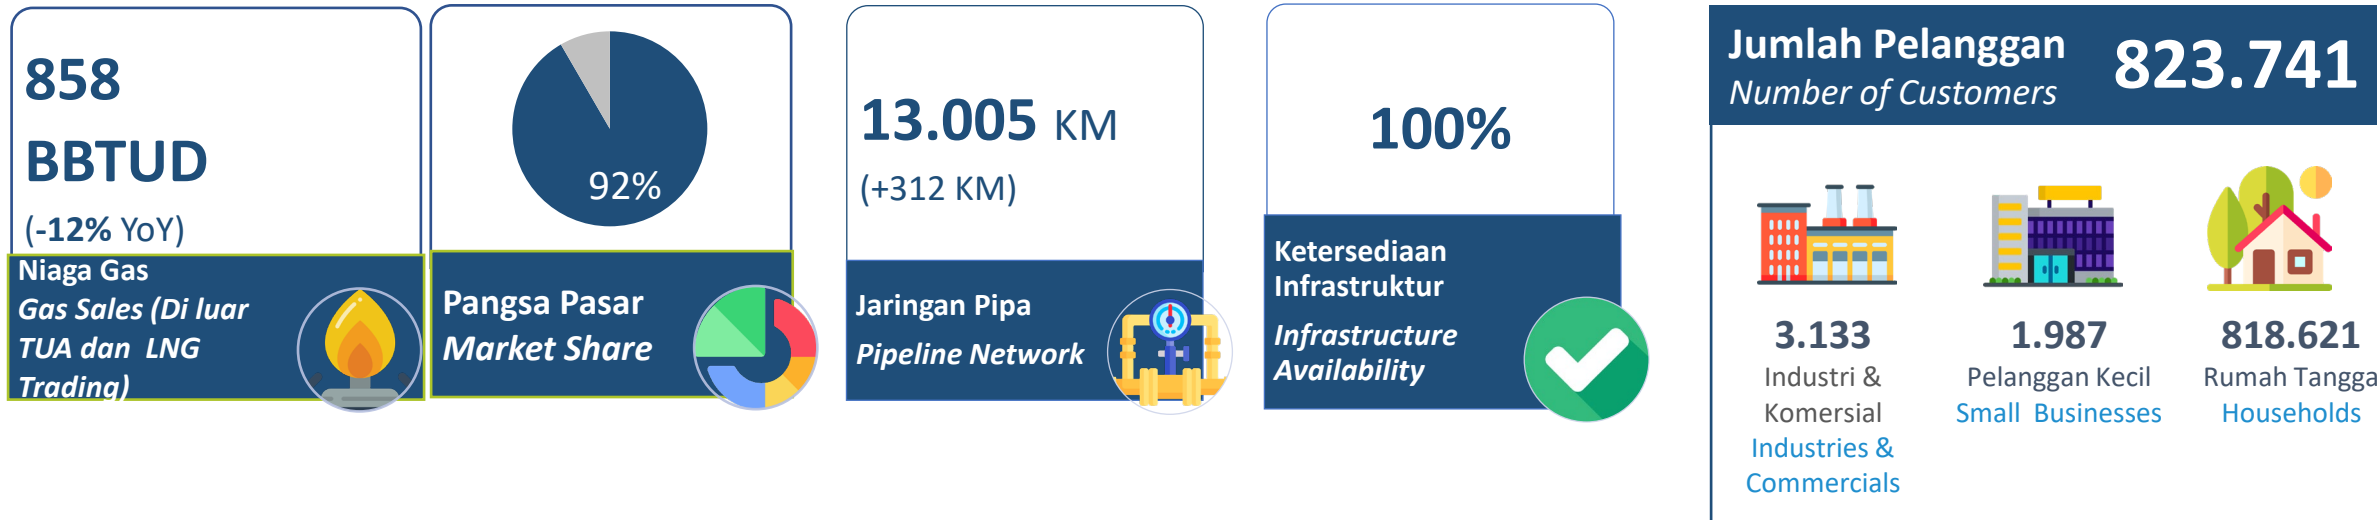 858
BBTUD
(-12% YoY)
Niaga Gas
Gas Sales (Di luar
TUA dan LNG
Trading)
92%
Pangsa Pasar
Market Share
13.005 KM
(+312 KM)
Jaringan Pipa
Pipeline Network
100%
Ketersediaan
Infrastruktur
Infrastructure
Availability
Jumlah Pelanggan
Number of Customers
823.741
3.133
Industri &
Komersial
Industries &
Commercials
1.987
Pelanggan Kecil
Small Businesses
818.621
Rumah Tangga
Households